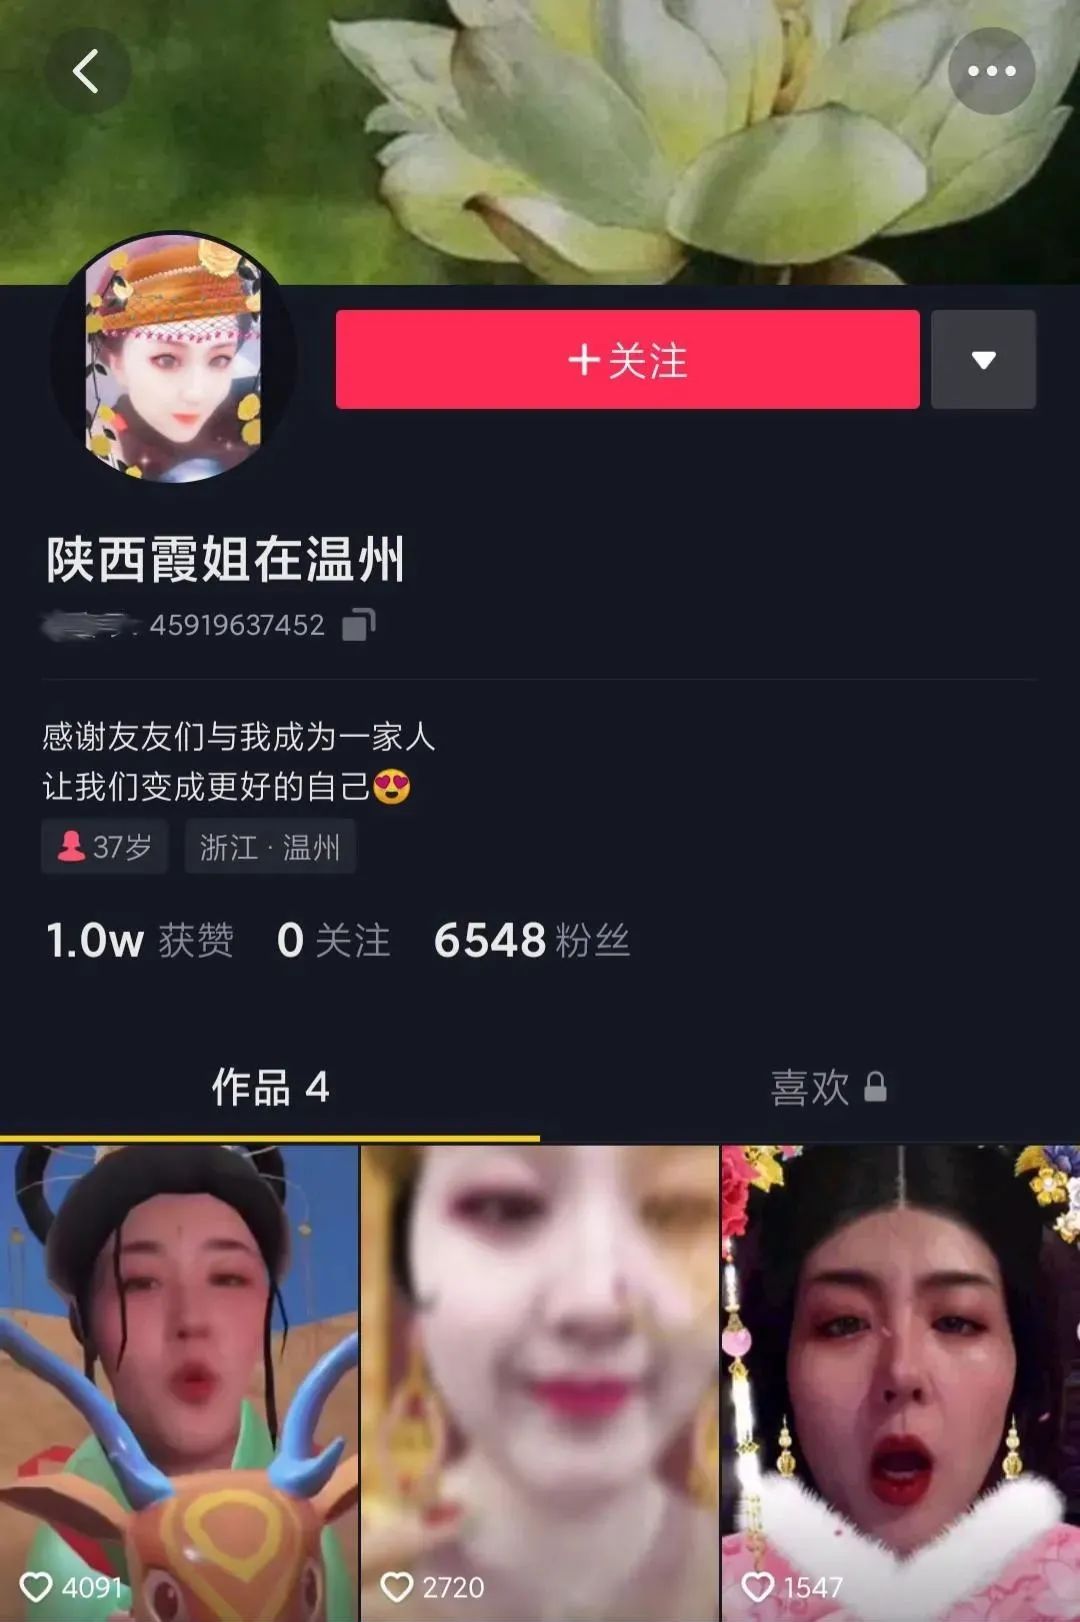 +关注
陕西霞姐在温州
45919637452
感谢友友们与我成为一家人
让我们变成更好的自己😍
37岁 浙江·温州
1.0w 获赞 0 关注 6548 粉丝
作品 4 喜欢
4091 2720 1547